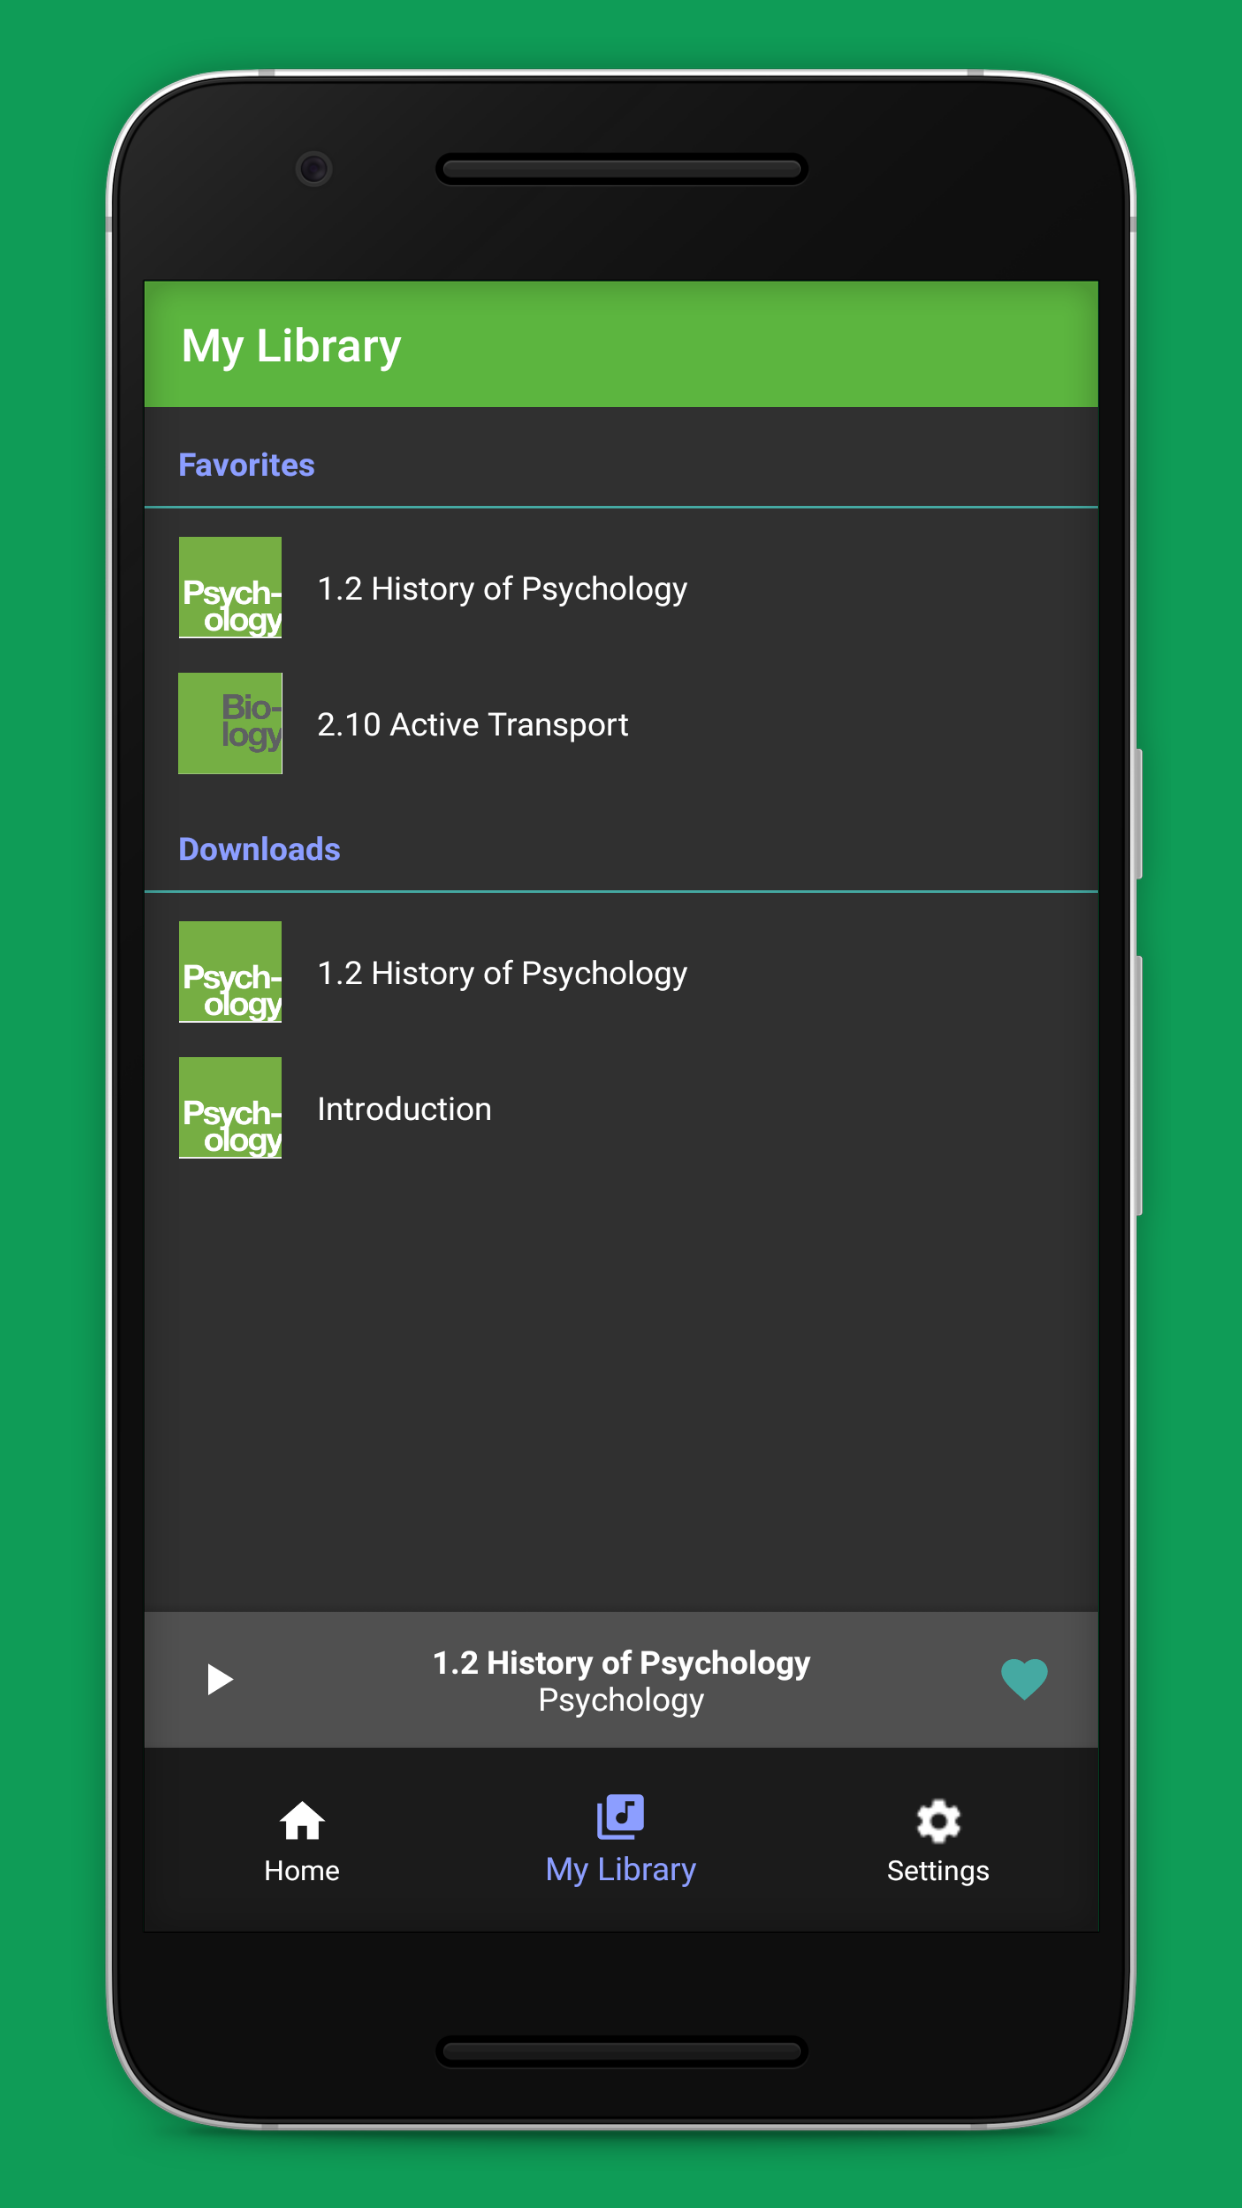 My Library
Favorites
Psych-
ology
1.2 History of Psychology
Bio-
logy
2.10 Active Transport
Downloads
Psych-
ology
1.2 History of Psychology
Psych-
ology
Introduction
1.2 History of Psychology
Psychology
Home
My Library
Settings